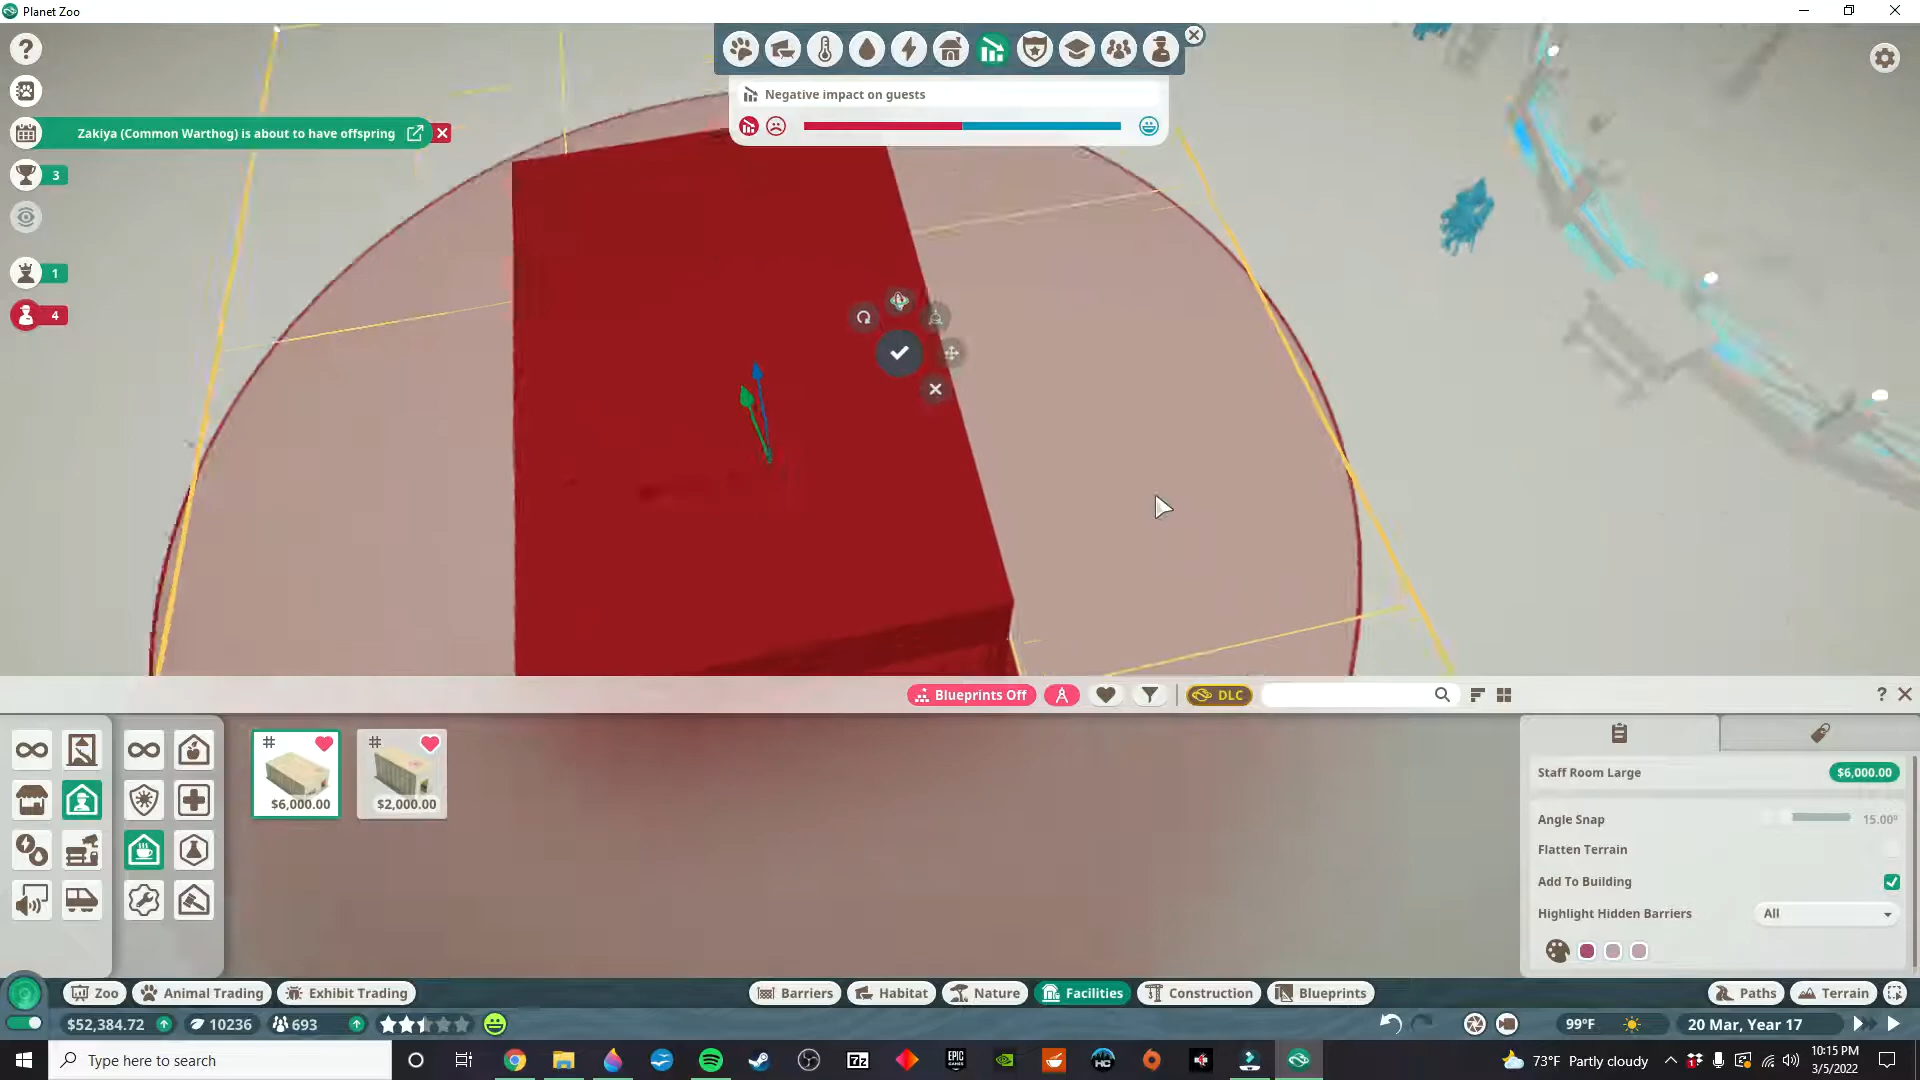 Planet Zoo
Negative impact on guests
Zakiya (Common Warthog) is about to have offspring
3
1
4
Blueprints Off
DLC
$6,000.00
$2,000.00
Staff Room Large
$6,000.00
Angle Snap
15.00°
Flatten Terrain
Add To Building
Highlight Hidden Barriers
All
Zoo
Animal Trading
Exhibit Trading
Barriers
Habitat
Nature
Facilities
Construction
Blueprints
Paths
Terrain
$52,384.72
10236
693
99°F
20 Mar, Year 17
Type here to search
7z
EPIC GAMES
HC
73°F Partly cloudy
10:15 PM
3/5/2022